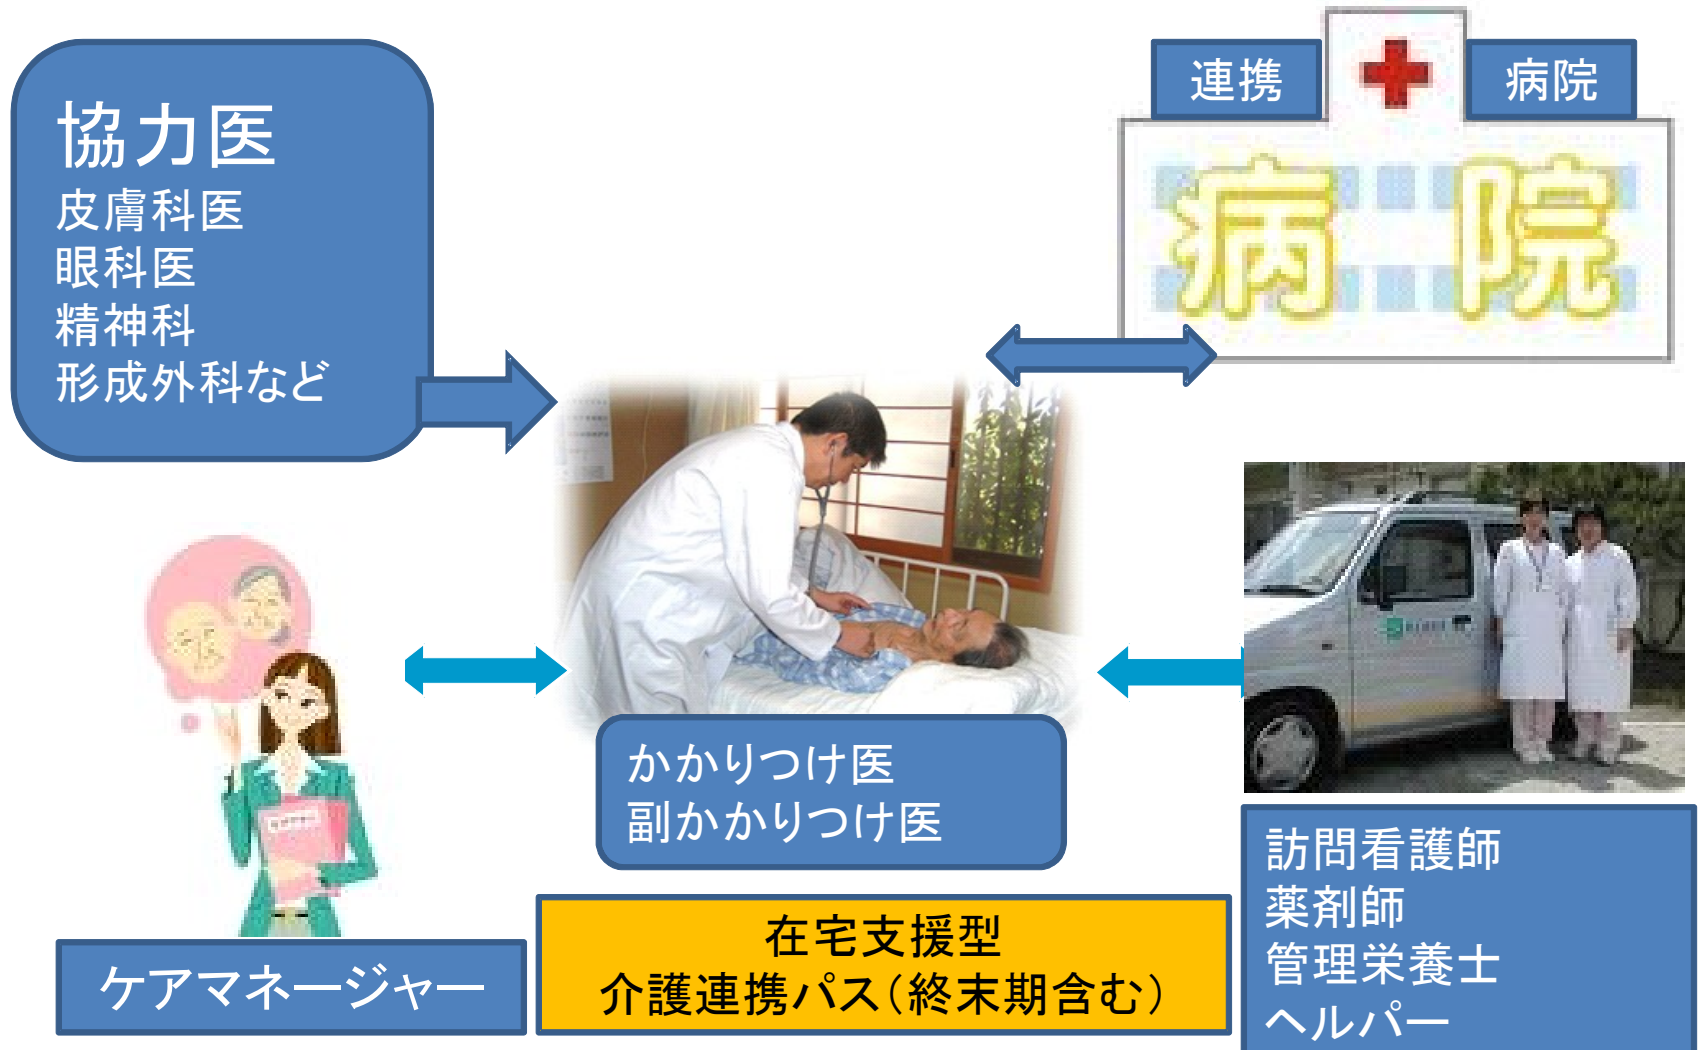 協力医
皮膚科医
眼科医
精神科
形成外科など
連携
病院
病院
かかりつけ医
副かかりつけ医
ケアマネージャー
在宅支援型
介護連携パス（終末期含む）
訪問看護師
薬剤師
管理栄養士
ヘルパー